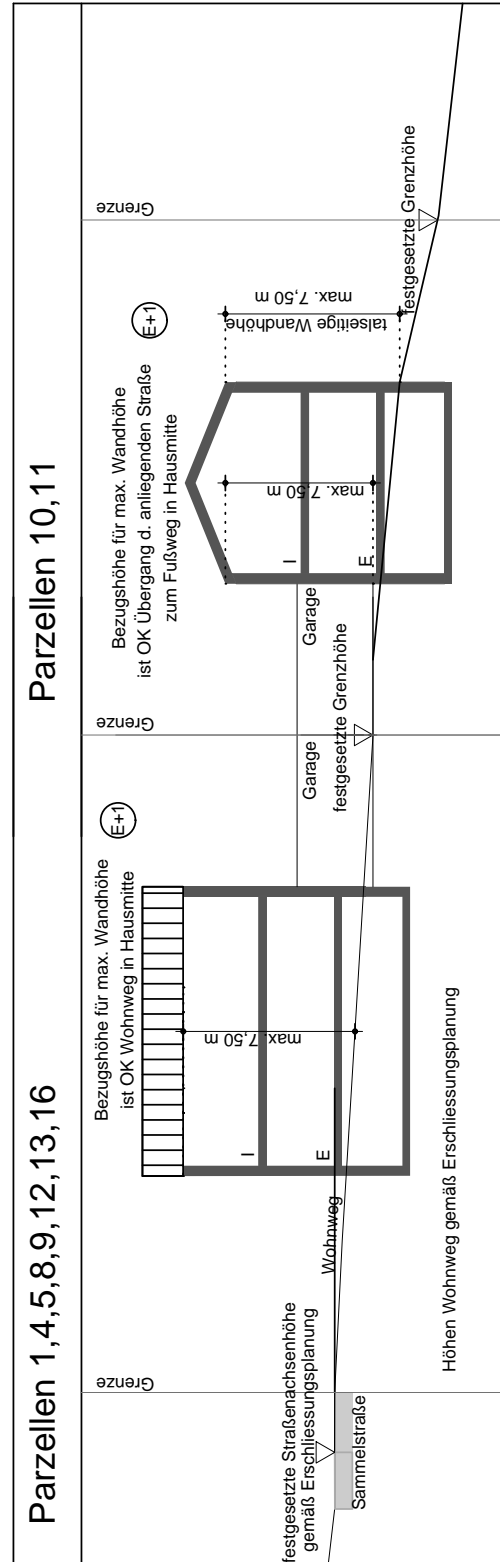 Parzellen 1,4,5,8,9,12,13,16
Parzellen 10,11
Bezugshöhe für max. Wandhöhe
ist OK Wohnweg in Hausmitte
E+1
Bezugshöhe für max. Wandhöhe
ist OK Übergang d. anliegenden Straße
zum Fußweg in Hausmitte
E+1
Grenze
Grenze
Grenze
max. 7,50 m
I
E
Wohnweg
festgesetzte Straßenachsenhöhe
gemäß Erschliessungsplanung
Sammelstraße
Höhen Wohnweg gemäß Erschliessungsplanung
Garage
Garage
festgesetzte Grenzhöhe
max. 7,50 m
I
E
talseitige Wandhöhe
max. 7,50 m
festgesetzte Grenzhöhe